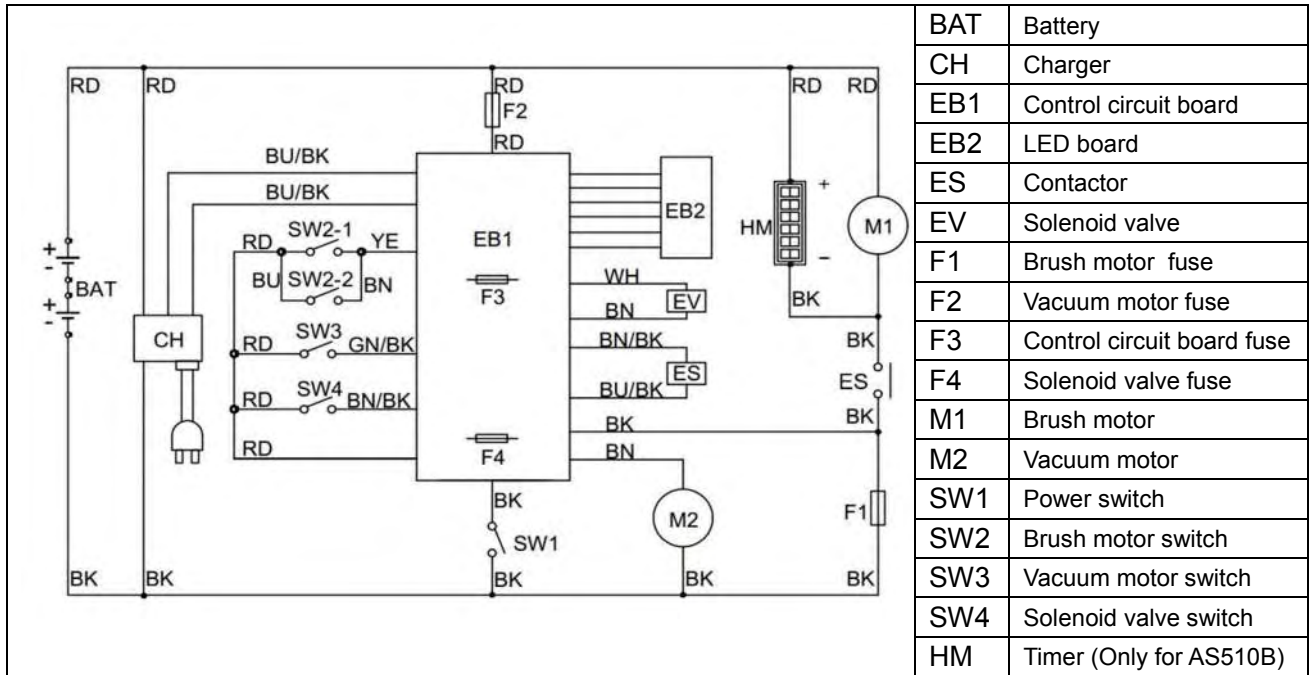 RD RD RD RD RD
F2
RD
BU/BK
BU/BK
SW2-1
RD YE
BU SW2-2 BN
SW3
RD GN/BK
SW4
RD BN/BK
RD
+
-
+
-
BAT
CH
EB1
F3
F4
EB2
WH
EV
BN
BN/BK
ES
BU/BK
BK
BN
HM
+
–
M1
BK
BK
ES
BK
F1
M2
BK
SW1
BK BK BK BK BK
BAT Battery
CH Charger
EB1 Control circuit board
EB2 LED board
ES Contactor
EV Solenoid valve
F1 Brush motor fuse
F2 Vacuum motor fuse
F3 Control circuit board fuse
F4 Solenoid valve fuse
M1 Brush motor
M2 Vacuum motor
SW1 Power switch
SW2 Brush motor switch
SW3 Vacuum motor switch
SW4 Solenoid valve switch
HM Timer (Only for AS510B)